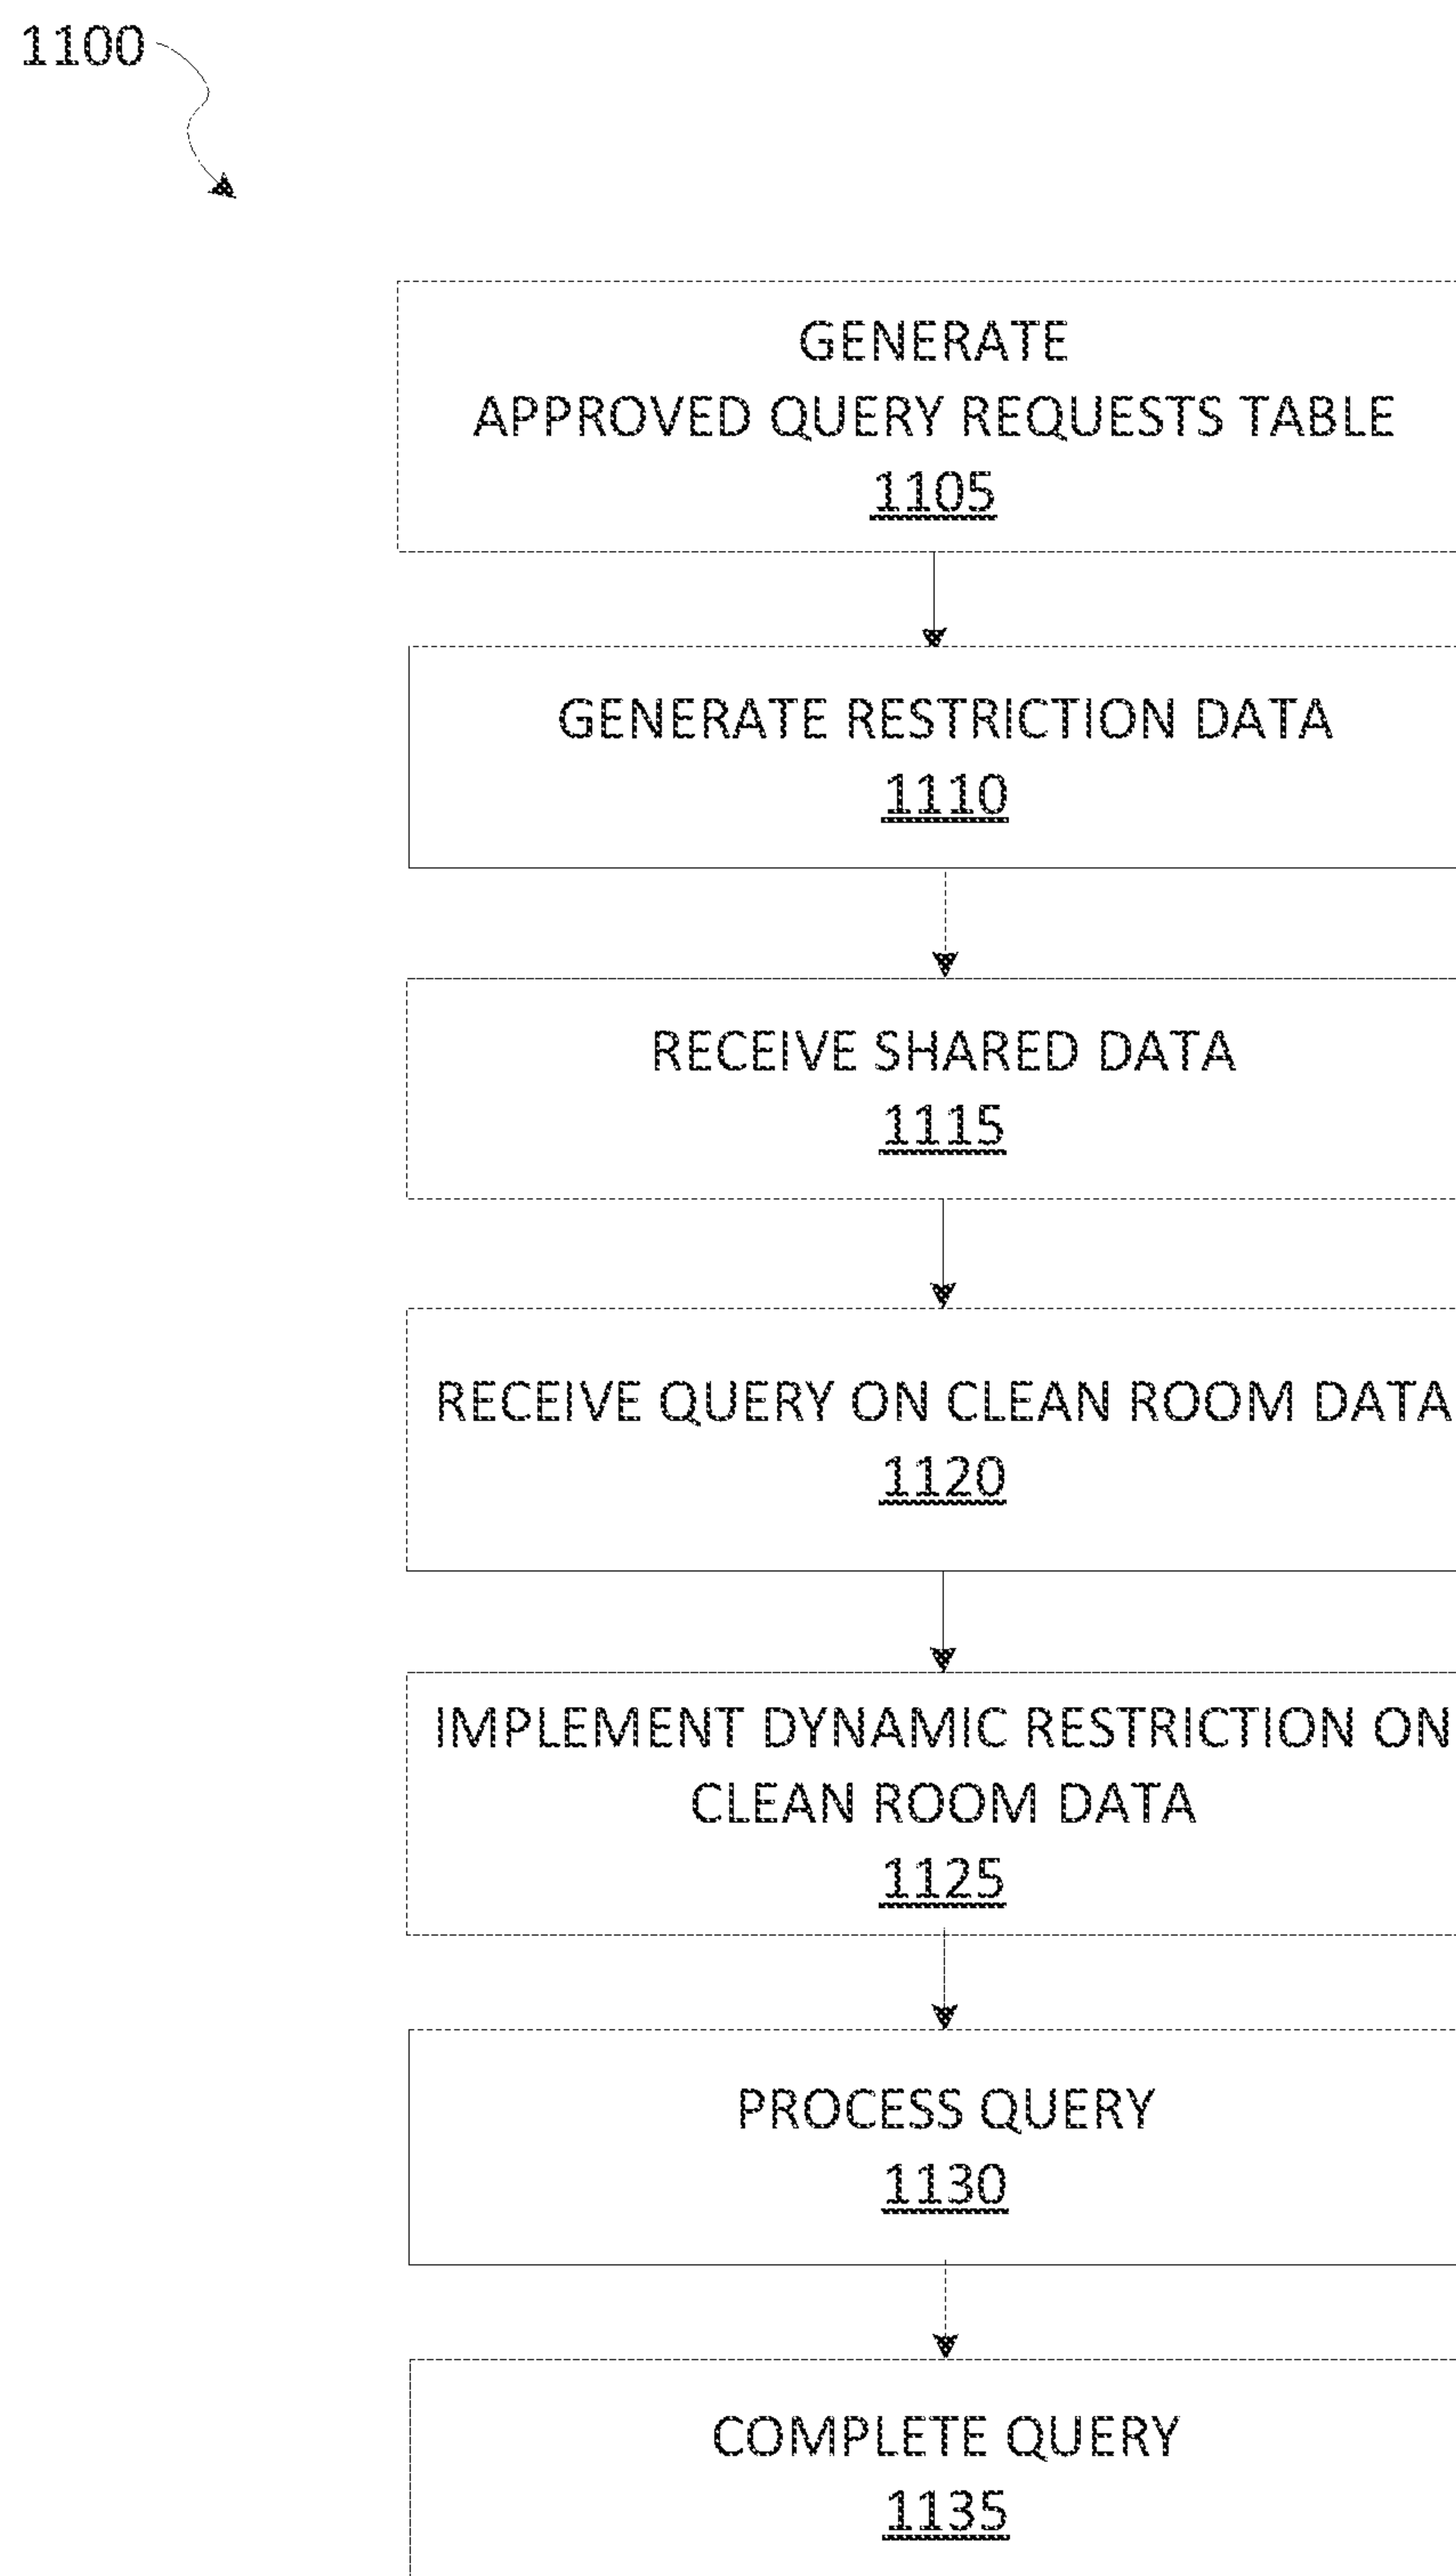 1100
GENERATE
APPROVED QUERY REQUESTS TABLE
1105
GENERATE RESTRICTION DATA
1110
RECEIVE SHARED DATA
1115
RECEIVE QUERY ON CLEAN ROOM DATA
1120
IMPLEMENT DYNAMIC RESTRICTION ON
CLEAN ROOM DATA
1125
PROCESS QUERY
1130
COMPLETE QUERY
1135